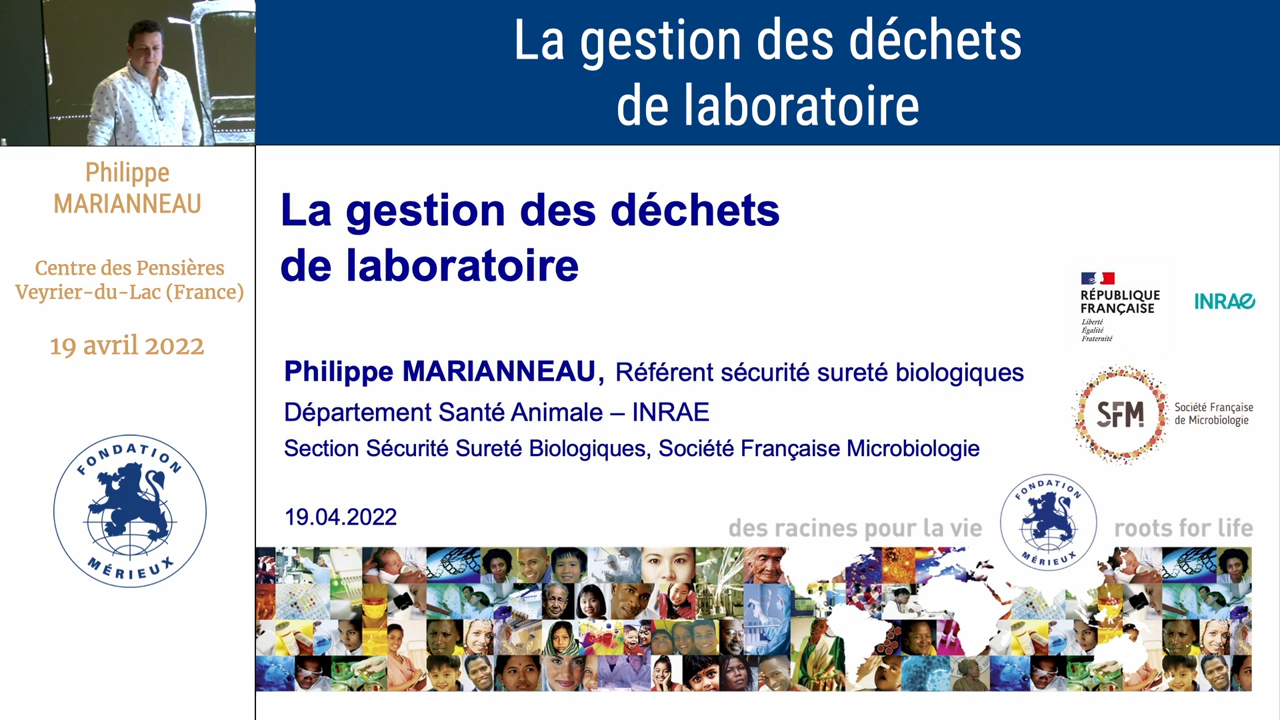 La gestion des déchets
de laboratoire
Philippe
MARIANNEAU
Centre des Pensières
Veyrier-du-Lac (France)
19 avril 2022
FONDATION
MÉRIEUX
La gestion des déchets
de laboratoire
RÉPUBLIQUE
FRANÇAISE
Liberté
Égalité
Fraternité
INRAE
Philippe MARIANNEAU, Référent sécurité sureté biologiques
Département Santé Animale – INRAE
Section Sécurité Sureté Biologiques, Société Française Microbiologie
SFM
Société Française
de Microbiologie
19.04.2022
des racines pour la vie
FONDATION
MÉRIEUX
roots for life